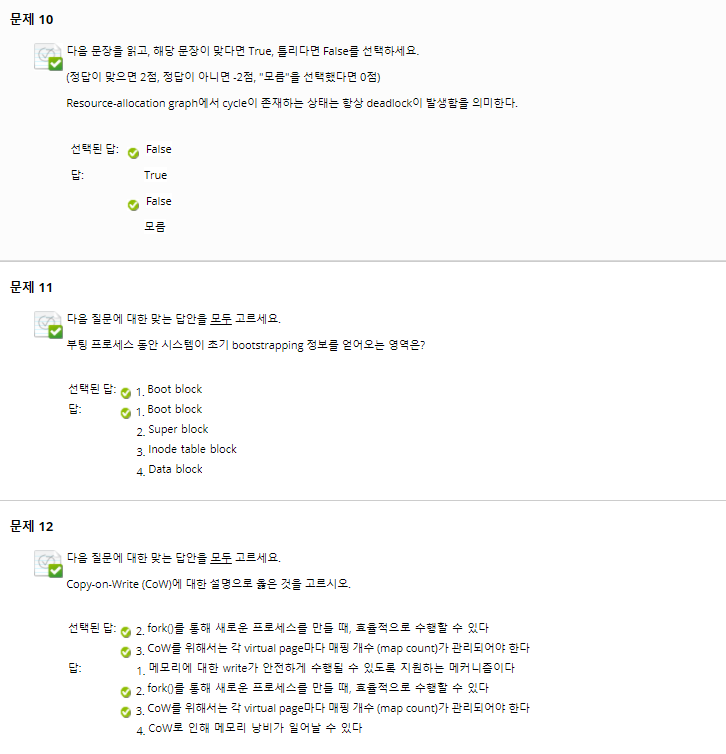 문제 10
다음 문장을 읽고, 해당 문장이 맞다면 True, 틀리다면 False를 선택하세요.
(정답이 맞으면 2점, 정답이 아니면 -2점, "모름"을 선택했다면 0점)
Resource-allocation graph에서 cycle이 존재하는 상태는 항상 deadlock이 발생함을 의미한다.
선택된 답: False
답: True
False
모름
문제 11
다음 질문에 대한 맞는 답안을 모두 고르세요.
부팅 프로세스 동안 시스템이 초기 bootstrapping 정보를 얻어오는 영역은?
선택된 답: 1. Boot block
답: 1. Boot block
2. Super block
3. Inode table block
4. Data block
문제 12
다음 질문에 대한 맞는 답안을 모두 고르세요.
Copy-on-Write (CoW)에 대한 설명으로 옳은 것을 고르시오.
선택된 답: 2. fork()를 통해 새로운 프로세스를 만들 때, 효율적으로 수행할 수 있다
3. CoW를 위해서는 각 virtual page마다 매핑 개수 (map count)가 관리되어야 한다
답: 1. 메모리에 대한 write가 안전하게 수행될 수 있도록 지원하는 메커니즘이다
2. fork()를 통해 새로운 프로세스를 만들 때, 효율적으로 수행할 수 있다
3. CoW를 위해서는 각 virtual page마다 매핑 개수 (map count)가 관리되어야 한다
4. CoW로 인해 메모리 낭비가 일어날 수 있다